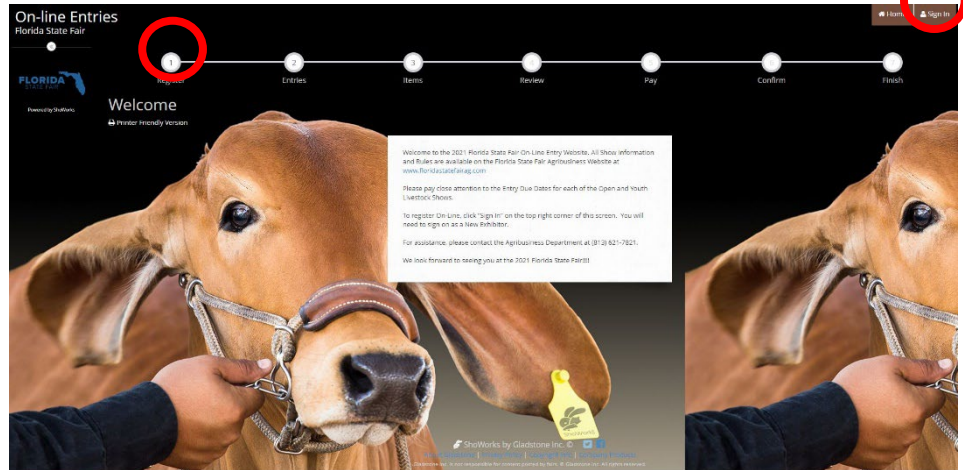 On-line Entries
Florida State Fair
Home
Sign In
1
2
3
Register
Entries
Items
Review
Pay
Confirm
Finish
FLORIDA
STATE FAIR
Powered by ShoWorks
Welcome
Printer Friendly Version
Welcome to the 2021 Florida State Fair On-Line Entry Website. All Show Information
and Rules are available on the Florida State Fair Agribusiness Website at
www.floridastatefairag.com
Please pay close attention to the Entry Due Dates for each of the Open and Youth
Livestock Shows.
To register On-Line, click "Sign In" on the top right corner of this screen. You will
need to sign on as a New Exhibitor.
For assistance, please contact the Agribusiness Department at (813) 621-7821.
We look forward to seeing you at the 2021 Florida State Fair!!!
ShoWorks
ShoWorks by Gladstone Inc. ©